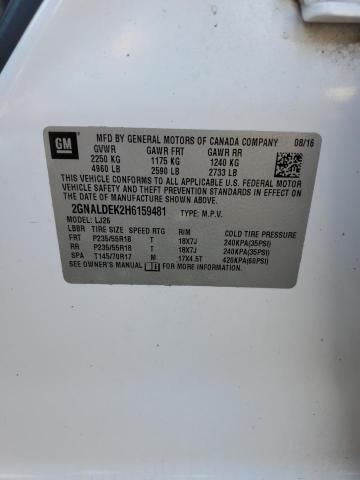 GM
MFD BY GENERAL MOTORS OF CANADA COMPANY 08/16
GVWR GAWR FRT GAWR RR
2250 KG 1175 KG 1240 KG
4960 LB 2590 LB 2733 LB
THIS VEHICLE CONFORMS TO ALL APPLICABLE U.S. FEDERAL MOTOR
VEHICLE SAFETY AND THEFT PREVENTION STANDARDS IN
EFFECT ON THE DATE OF MANUFACTURE SHOWN ABOVE.
2GNALDEK2H6159481 TYPE: M.P.V.
MODEL: LJ26
LBBR TIRE SIZE SPEED RTG RIM COLD TIRE PRESSURE
FRT P235/55R18 T 18X7J 240KPA(35PSI)
RR P235/55R18 T 18X7J 240KPA(35PSI)
SPA T145/70R17 M 17X4.5T 420KPA(60PSI)
SEE OWNER'S MANUAL FOR MORE INFORMATION.